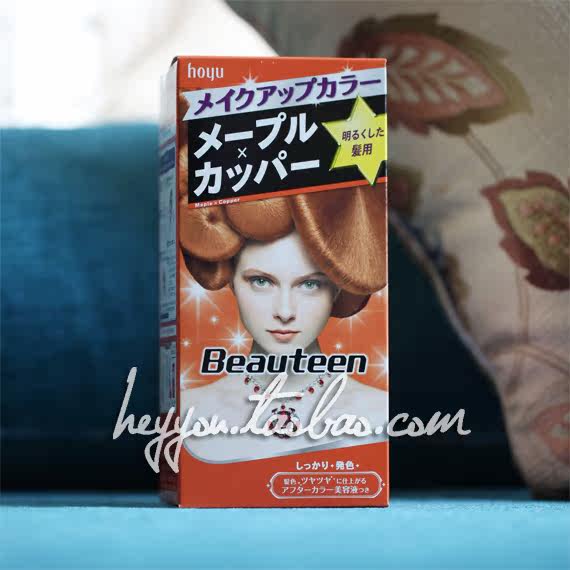 hoyu
メイクアップカラー
メープル
×
カッパー
Maple × Copper
明るくした
髪用
Beauteen
heyyou.taobao.com
しっかり＋発色＋
髪色、ツヤツヤに仕上がる
アフターカラー美容液つき